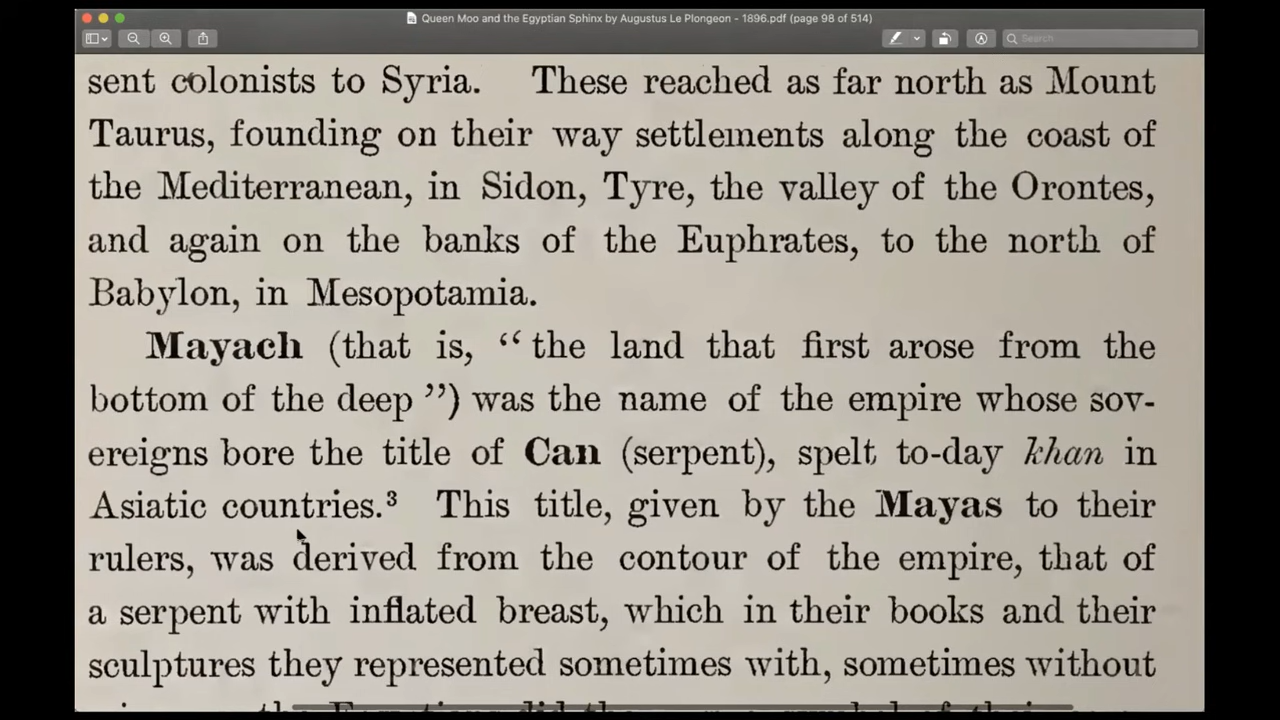 Queen Moo and the Egyptian Sphinx by Augustus Le Plongeon - 1896.pdf (page 98 of 514)
Search
sent colonists to Syria. These reached as far north as Mount
Taurus, founding on their way settlements along the coast of
the Mediterranean, in Sidon, Tyre, the valley of the Orontes,
and again on the banks of the Euphrates, to the north of
Babylon, in Mesopotamia.
Mayach (that is, “ the land that first arose from the
bottom of the deep ”) was the name of the empire whose sov-
ereigns bore the title of Can (serpent), spelt to-day khan in
Asiatic countries.³ This title, given by the Mayas to their
rulers, was derived from the contour of the empire, that of
a serpent with inflated breast, which in their books and their
sculptures they represented sometimes with, sometimes without